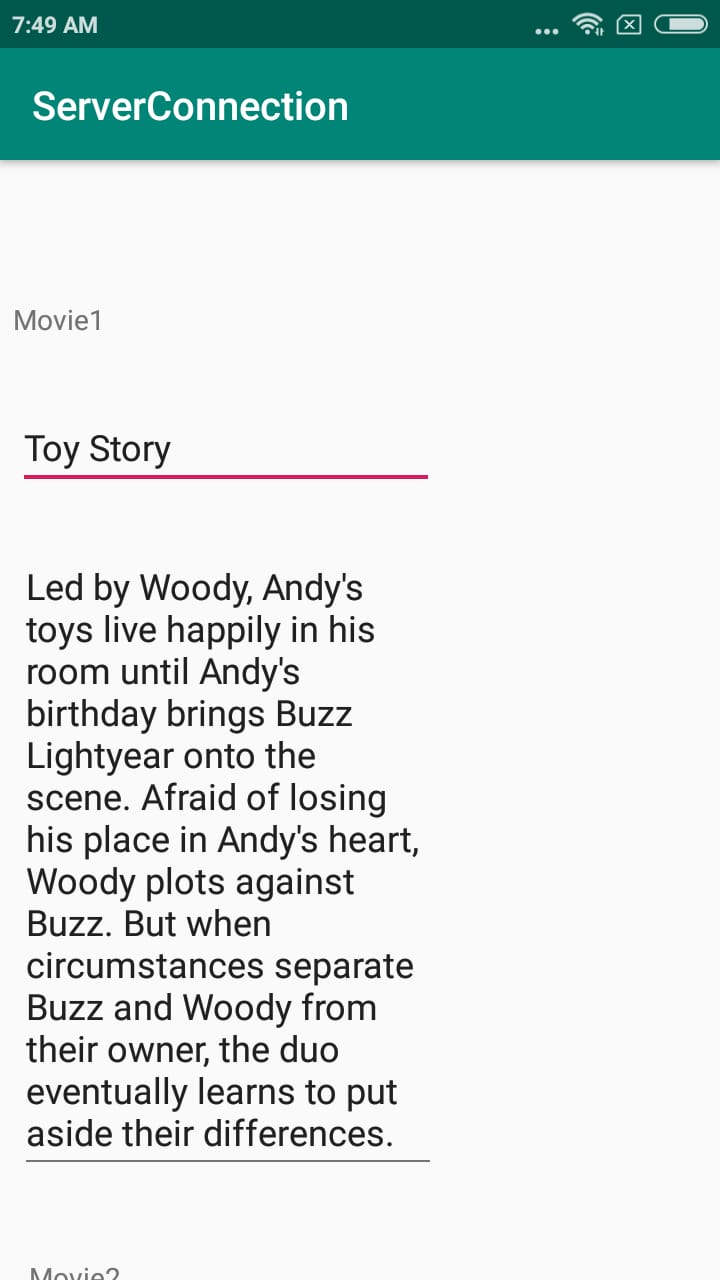 7:49 AM
ServerConnection
Movie1
Toy Story
Led by Woody, Andy's
toys live happily in his
room until Andy's
birthday brings Buzz
Lightyear onto the
scene. Afraid of losing
his place in Andy's heart,
Woody plots against
Buzz. But when
circumstances separate
Buzz and Woody from
their owner, the duo
eventually learns to put
aside their differences.
Movie2